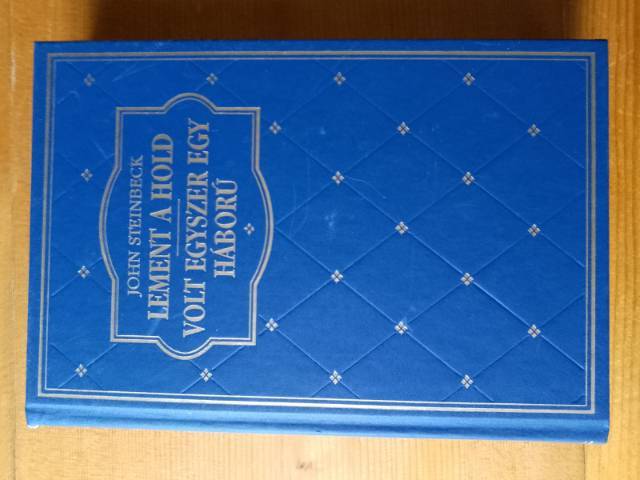 JOHN STEINBECK
LEMENT A HOLD
VOLT EGYSZER EGY
HÁBORÚ